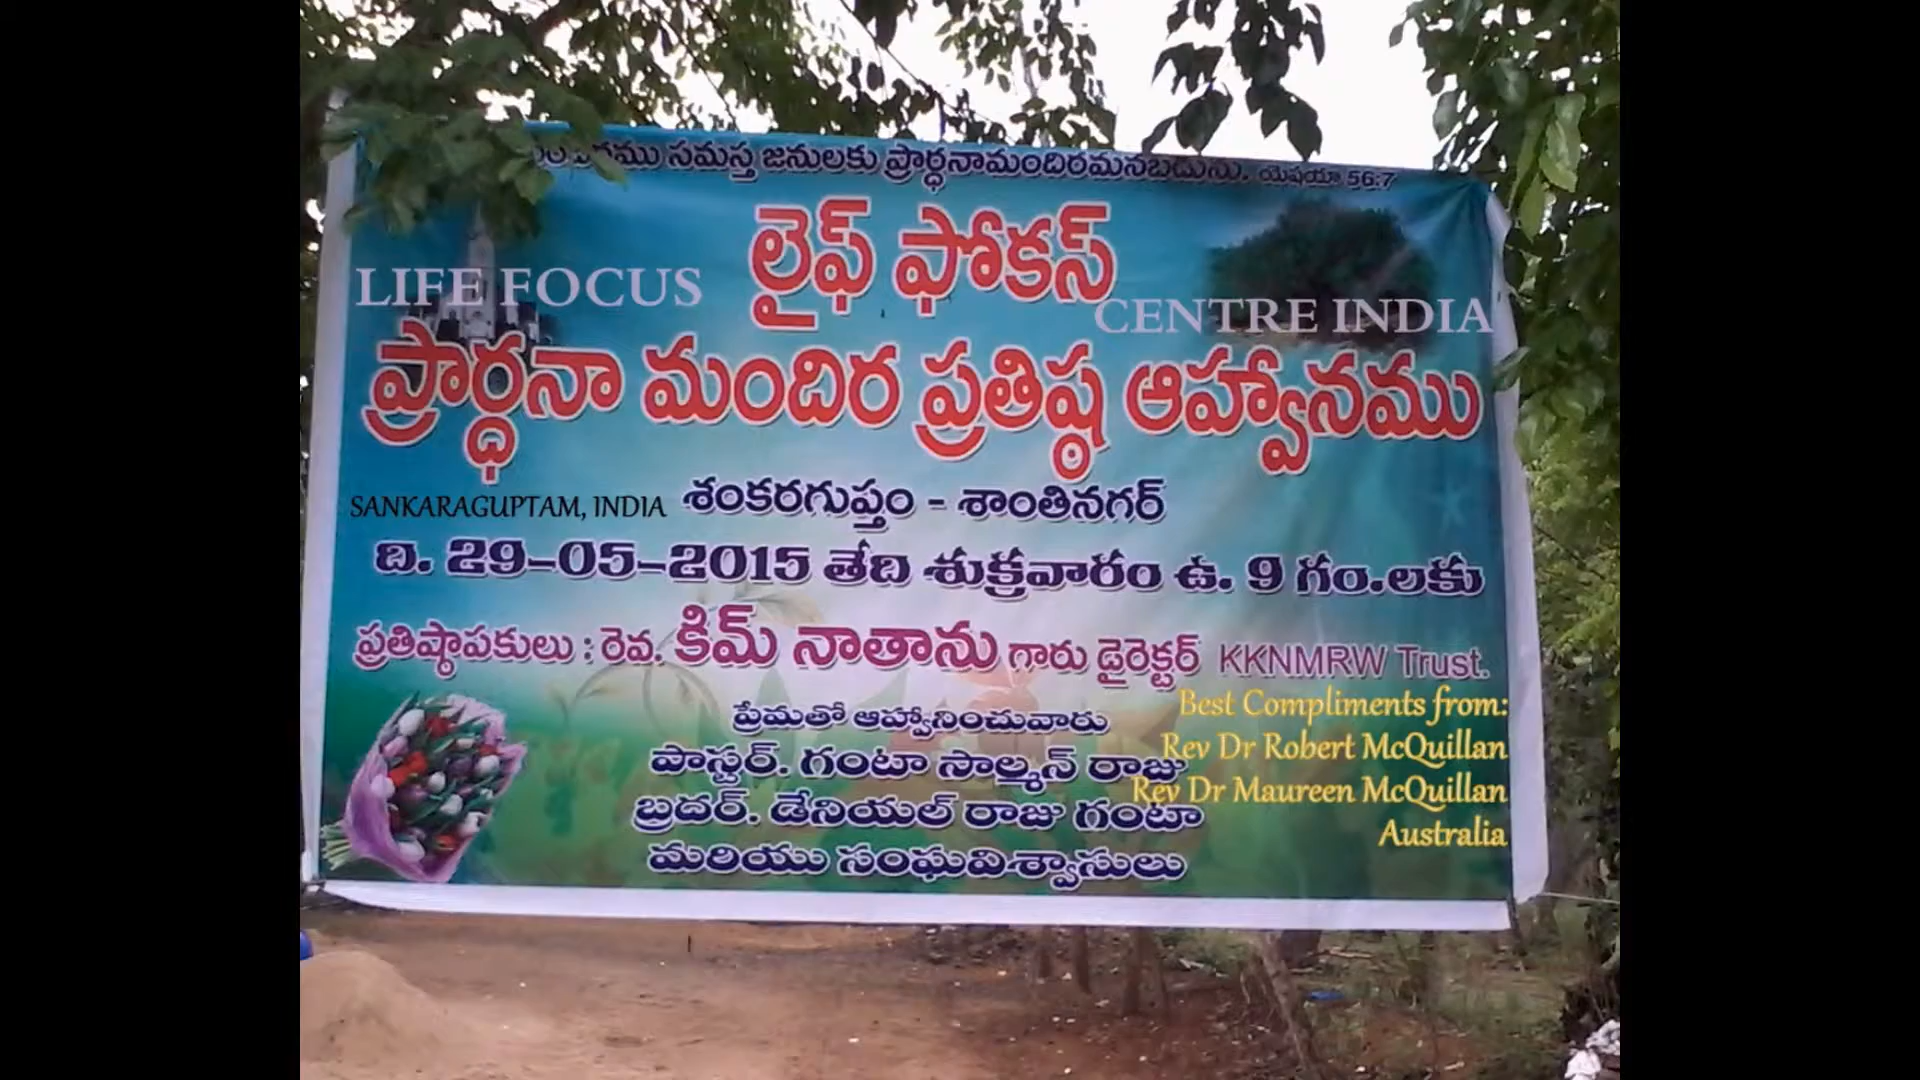 సమస్త జనులకు ప్రార్ధనామందిరమనబడును. యెషయా 56:7
LIFE FOCUS లైఫ్ ఫోకస్ CENTRE INDIA
ప్రార్ధనా మందిర ప్రతిష్ఠ ఆహ్వానము
SANKARAGUPTAM, INDIA శంకరగుప్తం - శాంతినగర్
ది. 29-05-2015 తేది శుక్రవారం ఉ. 9 గం.లకు
ప్రతిష్ఠాపకులు : రెవ. కిమ్ నాతాను గారు డైరెక్టర్ KKNMRW Trust.
ప్రేమతో ఆహ్వానించువారు
పాస్టర్. గంటా సాల్మన్ రాజు
బ్రదర్. డేనియల్ రాజు గంటా
మరియు సంఘవిశ్వాసులు
Best Compliments from:
Rev Dr Robert McQuillan
Rev Dr Maureen McQuillan
Australia